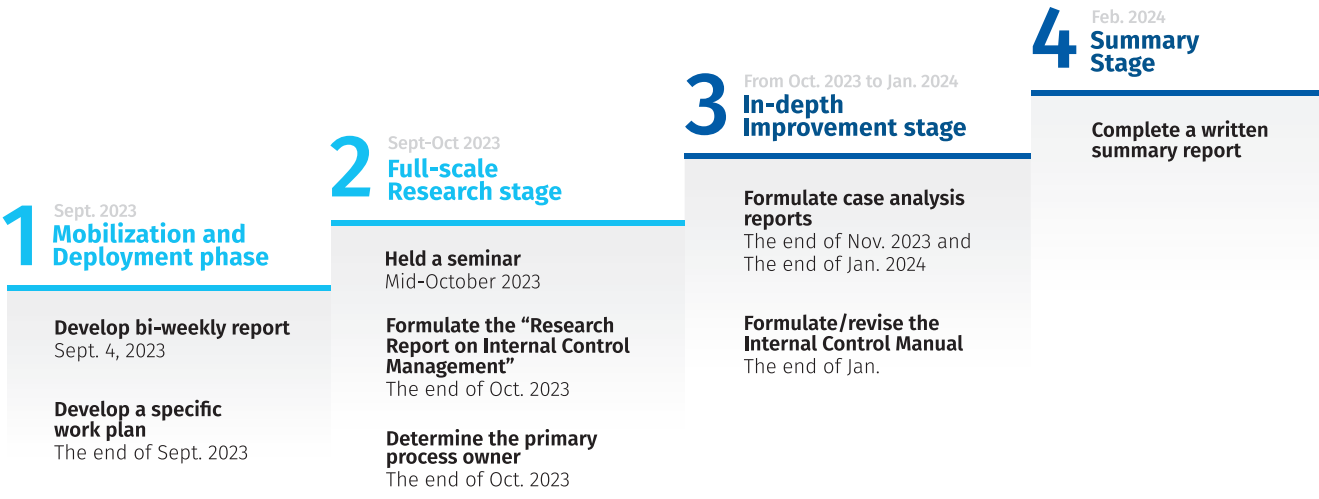 1
Sept. 2023
Mobilization and
Deployment phase
Develop bi-weekly report
Sept. 4, 2023
Develop a specific
work plan
The end of Sept. 2023
2
Sept-Oct 2023
Full-scale
Research stage
Held a seminar
Mid-October 2023
Formulate the “Research
Report on Internal Control
Management”
The end of Oct. 2023
Determine the primary
process owner
The end of Oct. 2023
3
From Oct. 2023 to Jan. 2024
In-depth
Improvement stage
Formulate case analysis
reports
The end of Nov. 2023 and
The end of Jan. 2024
Formulate/revise the
Internal Control Manual
The end of Jan.
4
Feb. 2024
Summary
Stage
Complete a written
summary report